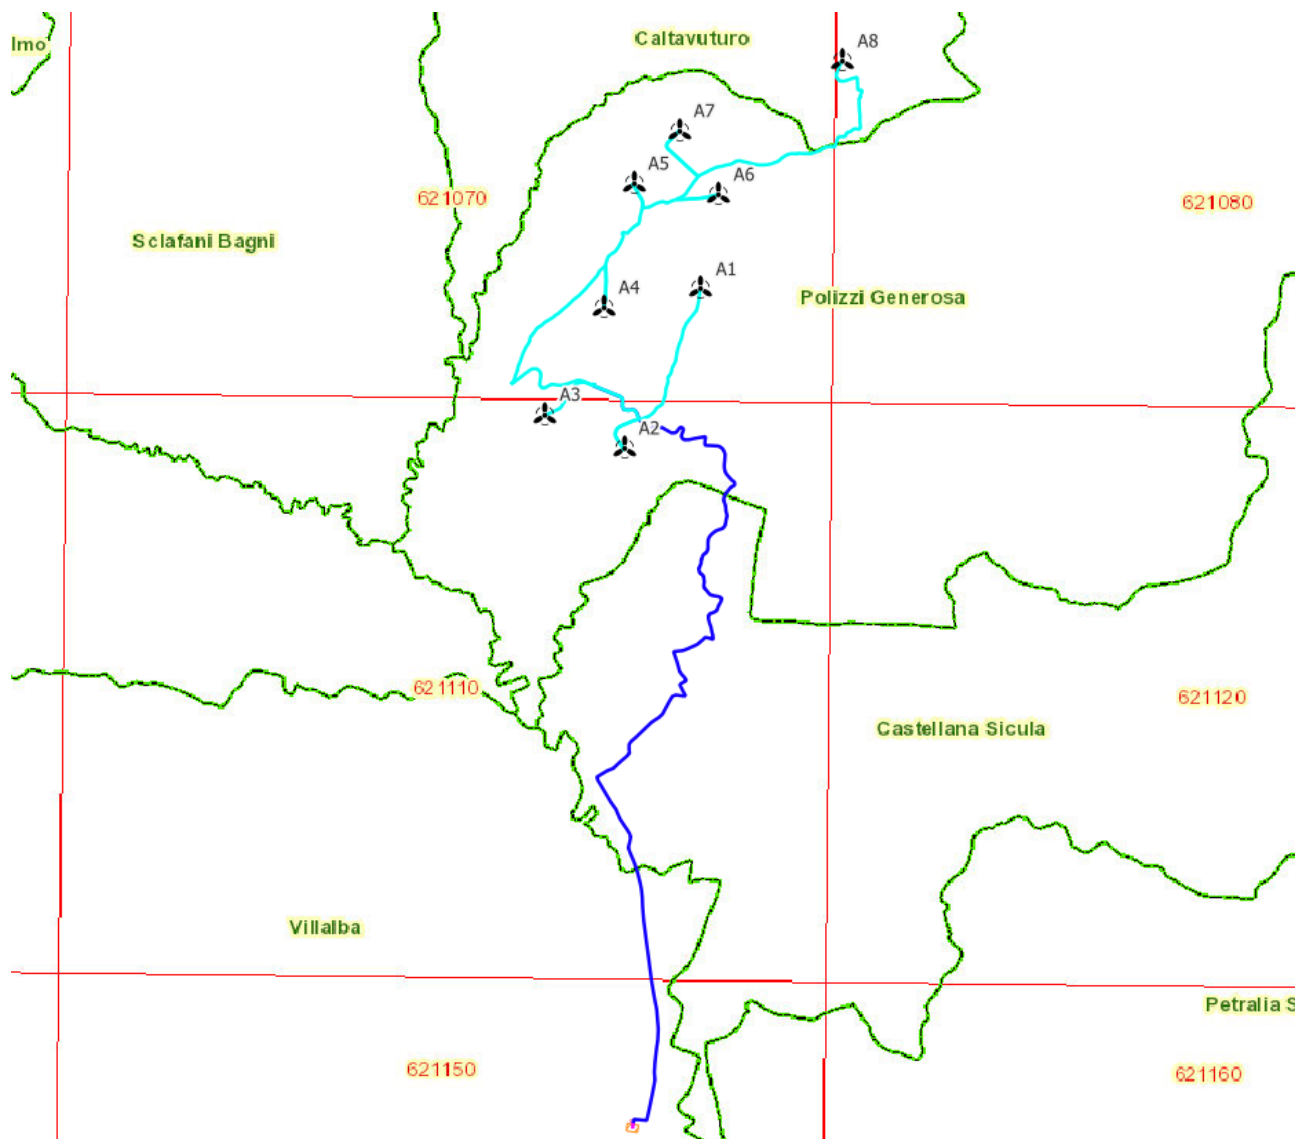 lmo
Caltavuturo
A8
A7
A5
A6
621070
621080
Sclafani Bagni
A1
A4
Polizzi Generosa
A3
A2
621110
621120
Castellana Sicula
Villalba
Petralia S
621150
621160